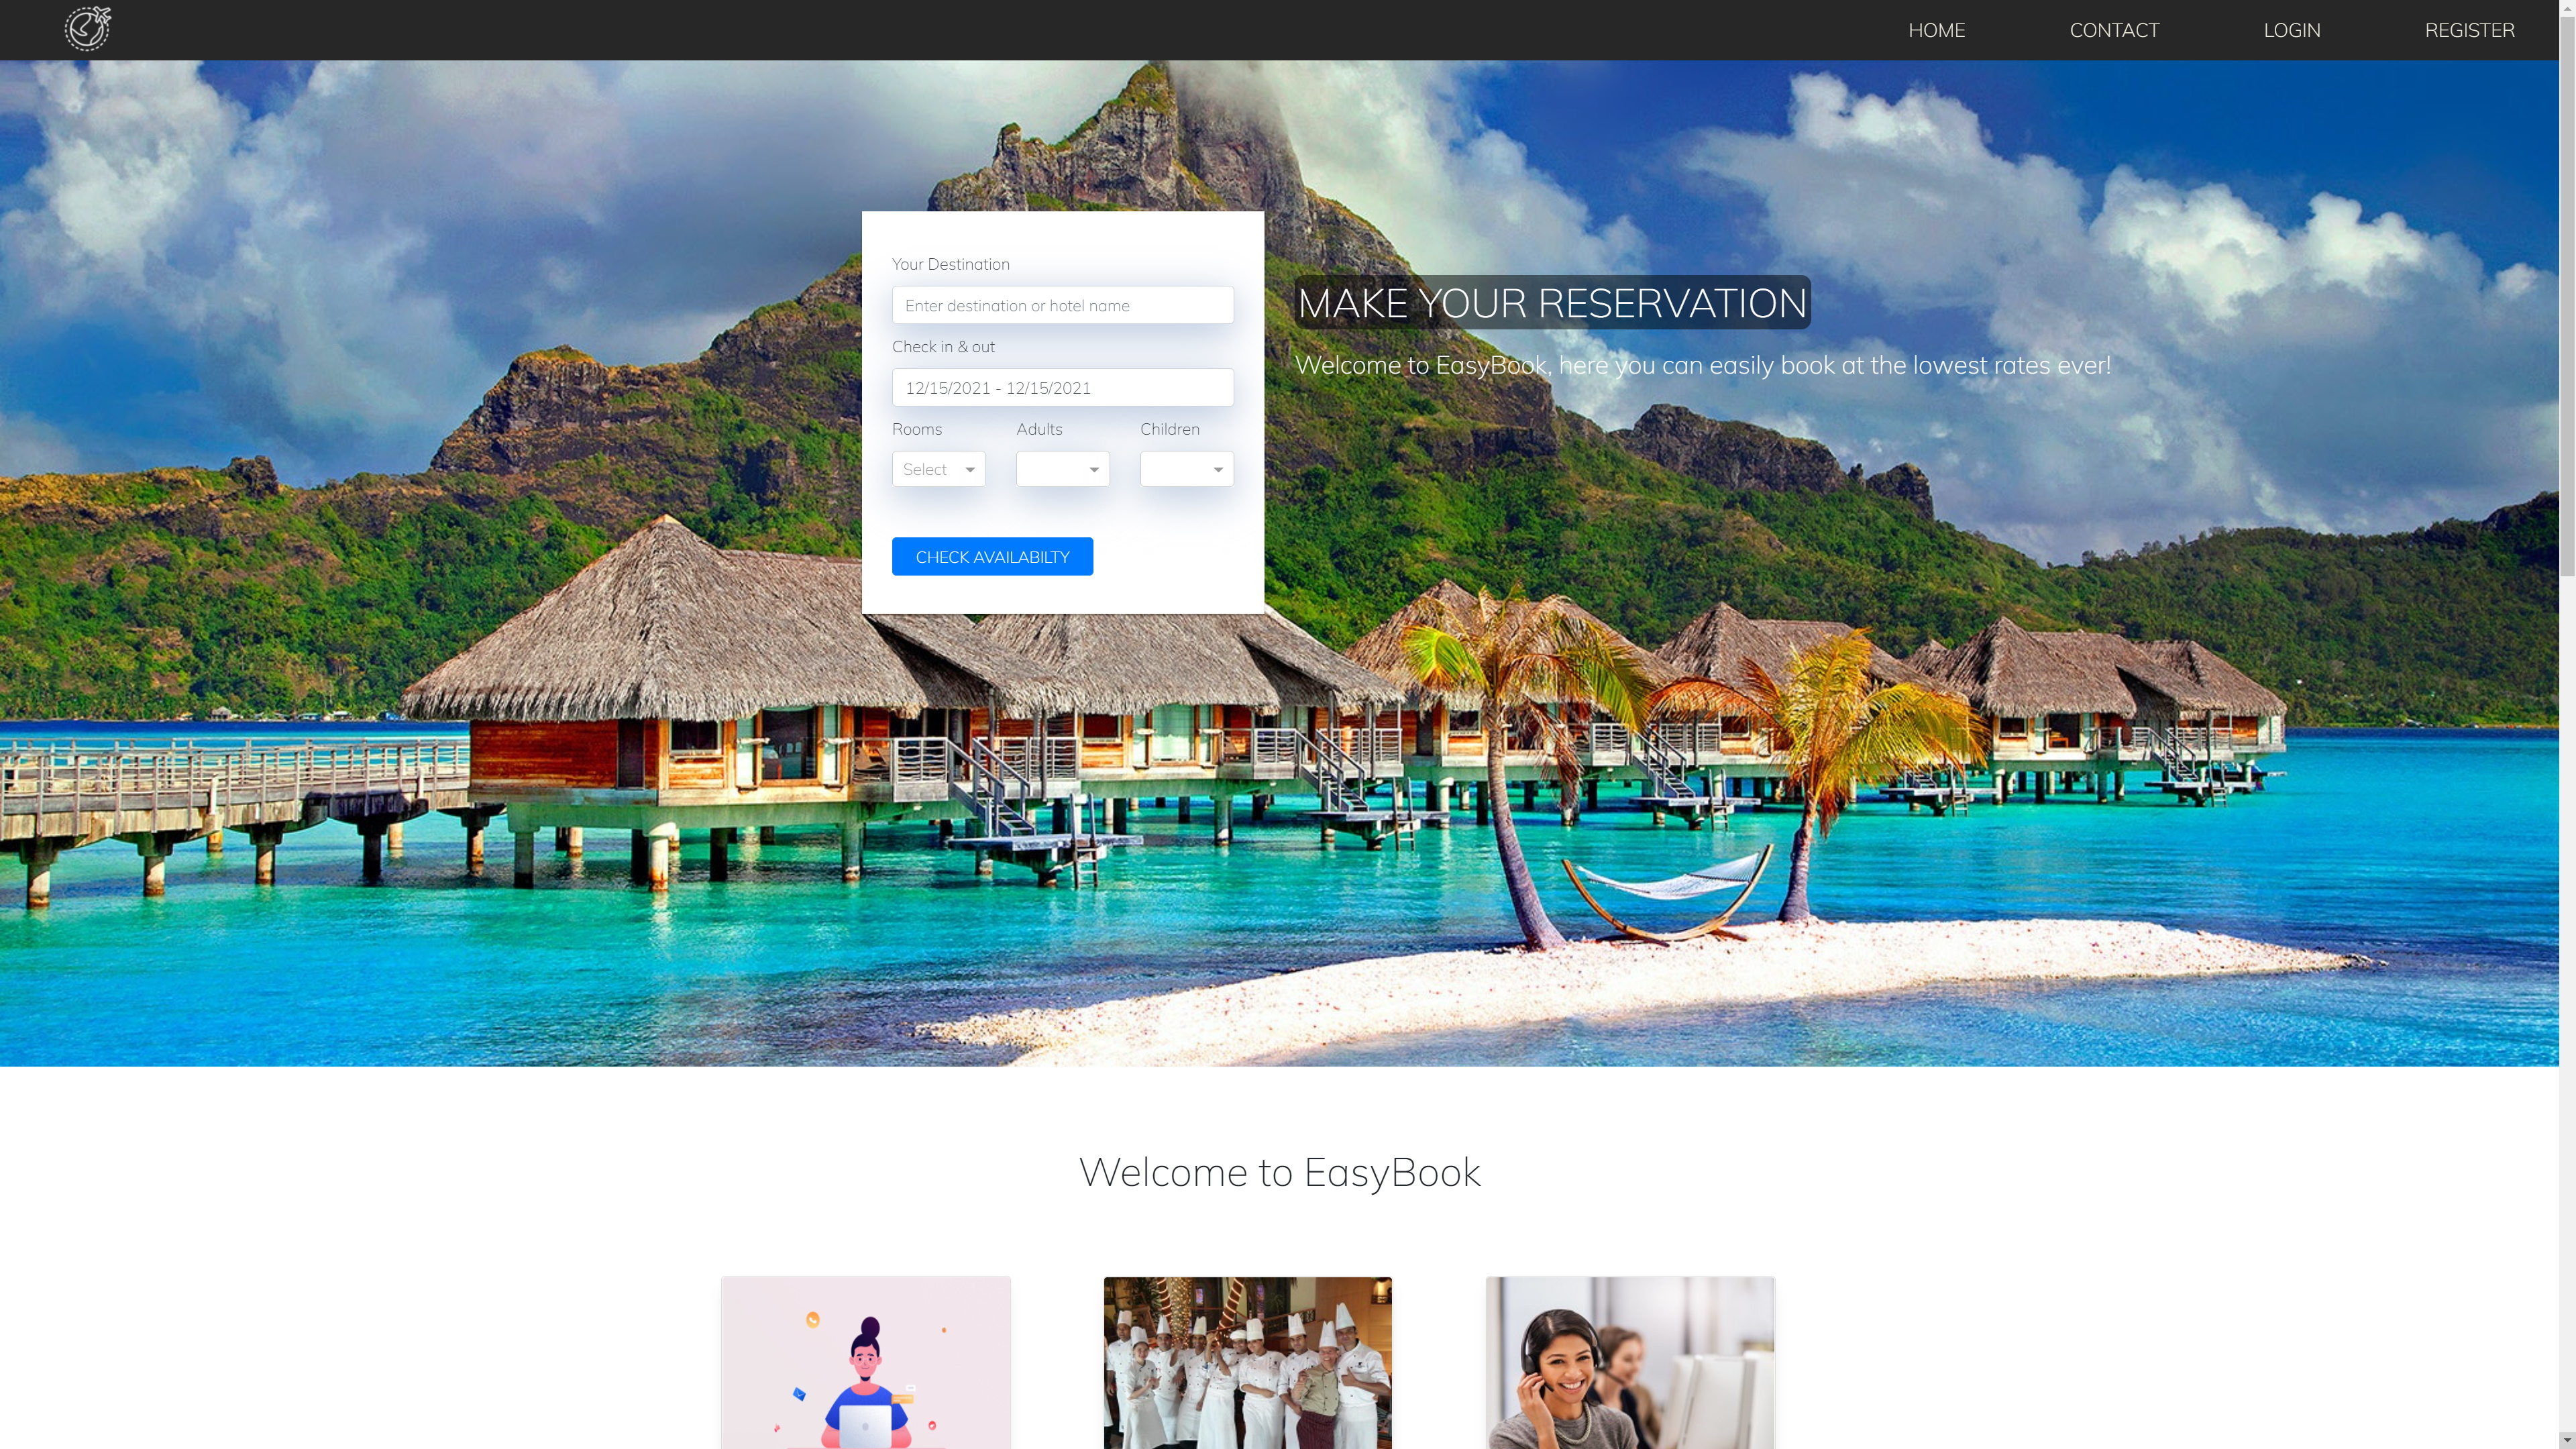 HOME CONTACT LOGIN REGISTER
Your Destination
Enter destination or hotel name
Check in & out
12/15/2021 - 12/15/2021
Rooms Adults Children
Select
CHECK AVAILABILTY
MAKE YOUR RESERVATION
Welcome to EasyBook, here you can easily book at the lowest rates ever!
Welcome to EasyBook